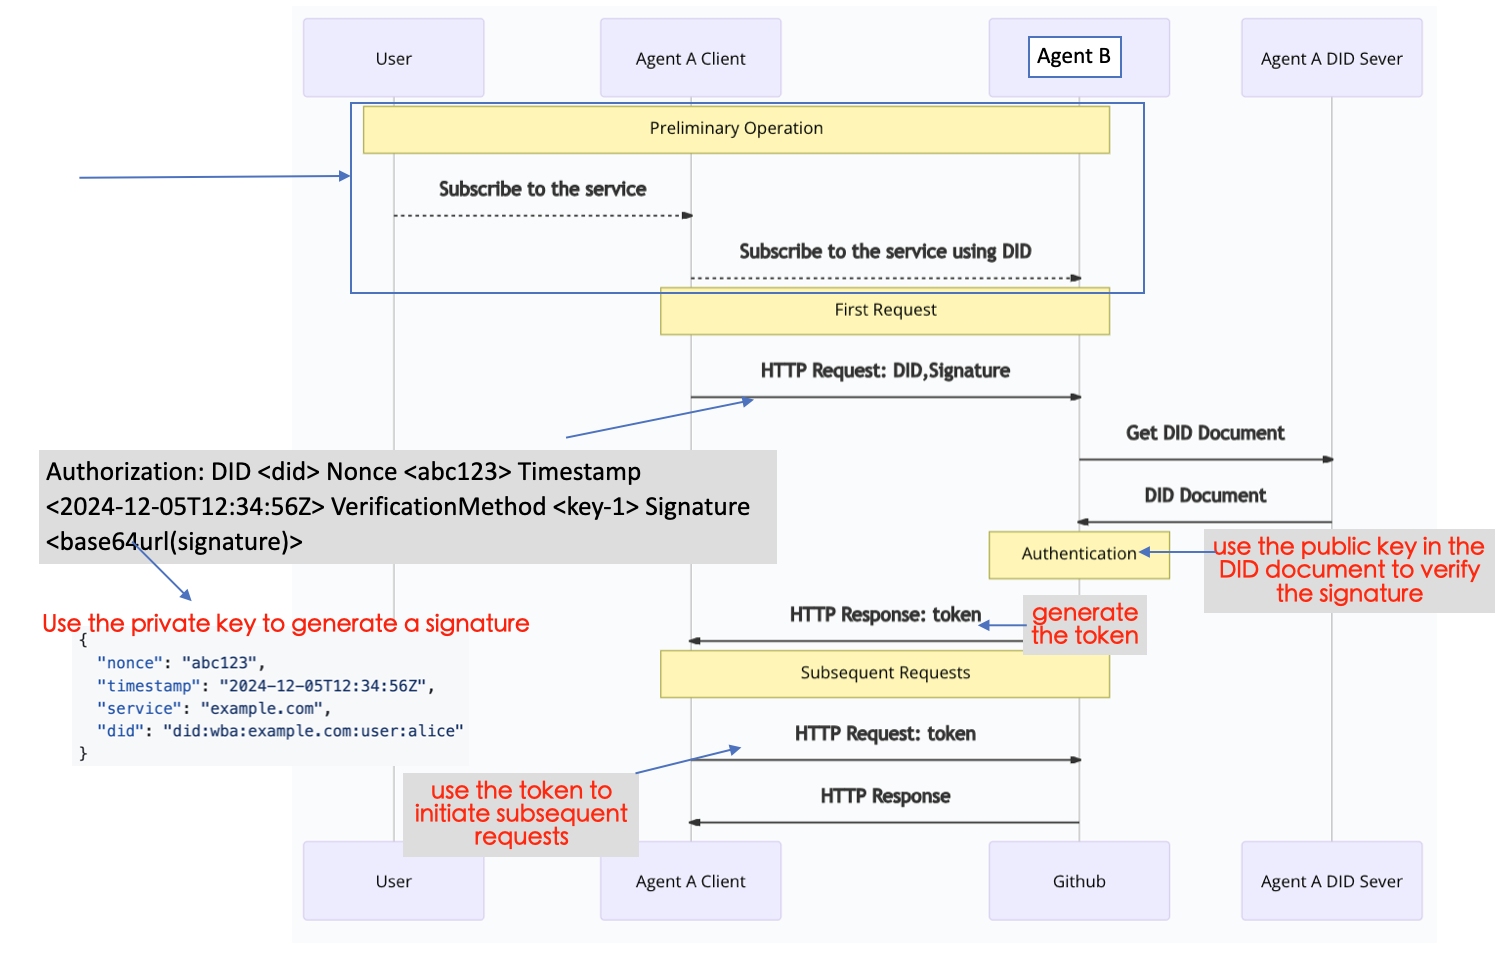 User
Agent A Client
Agent B
Agent A DID Sever
Preliminary Operation
Subscribe to the service
Subscribe to the service using DID
First Request
HTTP Request: DID,Signature
Get DID Document
Authorization: DID <did> Nonce <abc123> Timestamp
<2024-12-05T12:34:56Z> VerificationMethod <key-1> Signature
<base64url(signature)>
DID Document
Authentication
use the public key in the
DID document to verify
the signature
HTTP Response: token
generate
the token
Use the private key to generate a signature
{
"nonce": "abc123",
"timestamp": "2024-12-05T12:34:56Z",
"service": "example.com",
"did": "did:wba:example.com:user:alice"
}
Subsequent Requests
HTTP Request: token
use the token to
initiate subsequent
requests
HTTP Response
User
Agent A Client
Github
Agent A DID Sever